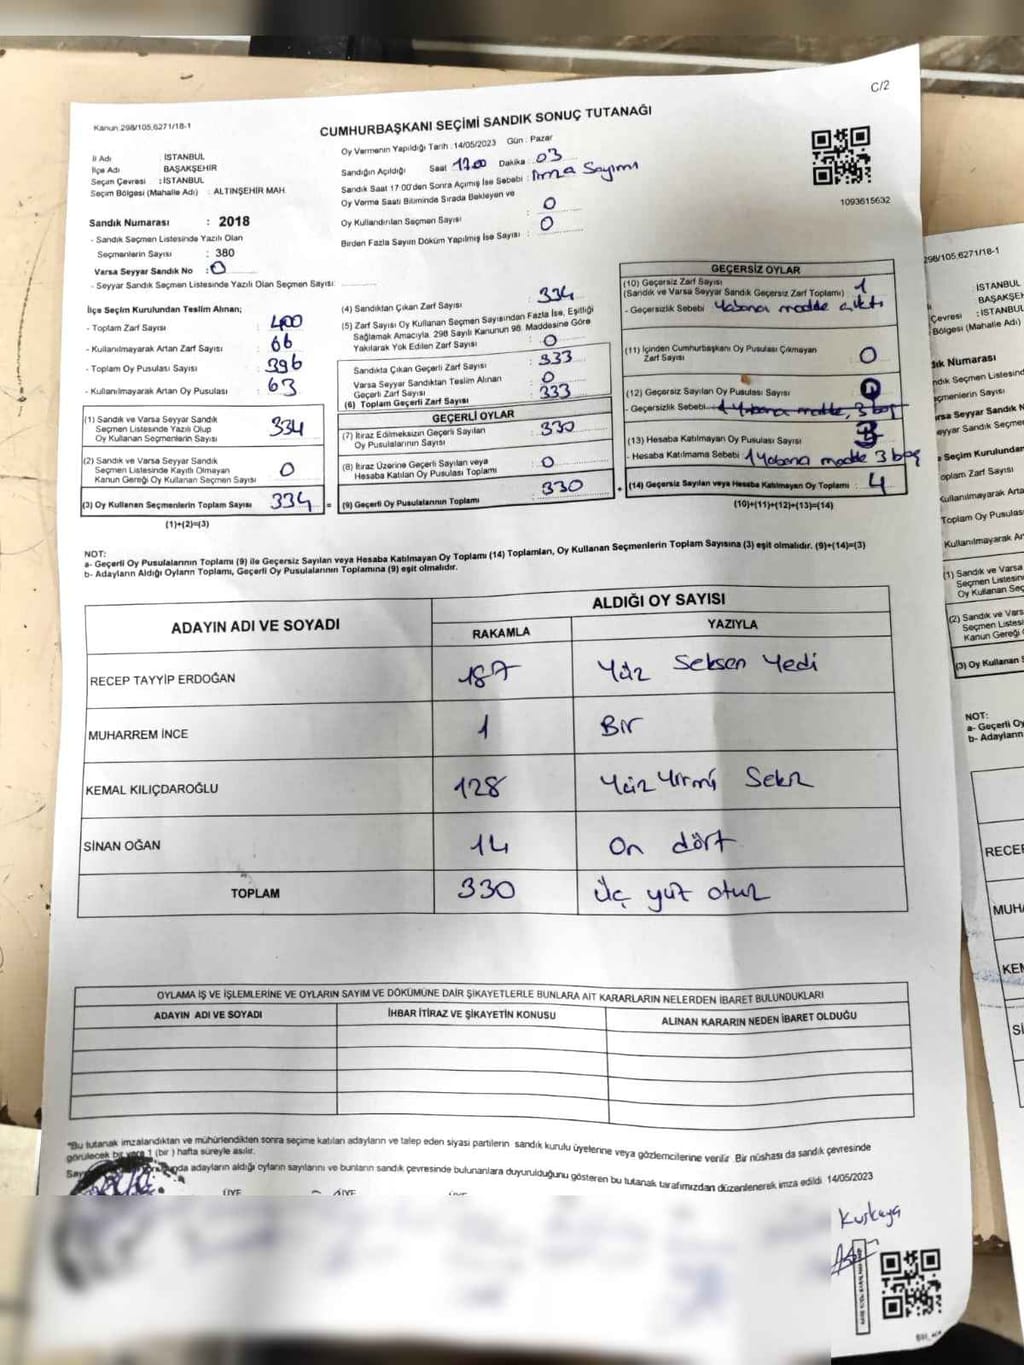 C/2
Kanun:298/105,6271/18-1
CUMHURBAŞKANI SEÇİMİ SANDIK SONUÇ TUTANAĞI
İl Adı : İSTANBUL
İlçe Adı : BAŞAKŞEHİR
Seçim Çevresi : İSTANBUL
Seçim Bölgesi (Mahalle Adı) : ALTINŞEHİR MAH.
Oy Vermenin Yapıldığı Tarih :14/05/2023 Gün : Pazar
Sandığın Açıldığı Saat 17.00 Dakika : 03
Sandık Saat 17:00'den Sonra Açılmış İse Sebebi : İmza Sayımı
Oy Verme Saati Bitiminde Sırada Bekleyen ve
Oy Kullandırılan Seçmen Sayısı : 0
Birden Fazla Sayım Döküm Yapılmış İse Sayısı : 0
1093615632
Sandık Numarası : 2018
- Sandık Seçmen Listesinde Yazılı Olan
Seçmenlerin Sayısı : 380
Varsa Seyyar Sandık No : 0
- Seyyar Sandık Seçmen Listesinde Yazılı Olan Seçmen Sayısı :
İlçe Seçim Kurulundan Teslim Alınan;
- Toplam Zarf Sayısı : 400
- Kullanılmayarak Artan Zarf Sayısı : 66
- Toplam Oy Pusulası Sayısı : 396
- Kullanılmayarak Artan Oy Pusulası : 63
(1) Sandık ve Varsa Seyyar Sandık
Seçmen Listesinde Yazılı Olup
Oy Kullanan Seçmenlerin Sayısı : 334
(2) Sandık ve Varsa Seyyar Sandık
Seçmen Listesinde Kayıtlı Olmayan
Kanun Gereği Oy Kullanan Seçmen Sayısı : 0
(3) Oy Kullanan Seçmenlerin Toplam Sayısı : 334
(1)+(2)=(3)
(4) Sandıktan Çıkan Zarf Sayısı : 334
(5) Zarf Sayısı Oy Kullanan Seçmen Sayısından Fazla İse, Eşitliği
Sağlamak Amacıyla, 298 Sayılı Kanunun 98. Maddesine Göre
Yakılarak Yok Edilen Zarf Sayısı : 0
Sandıkta Çıkan Geçerli Zarf Sayısı : 333
Varsa Seyyar Sandıktan Teslim Alınan
Geçerli Zarf Sayısı : 0
(6) Toplam Geçerli Zarf Sayısı : 333
GEÇERLİ OYLAR
(7) İtiraz Edilmeksizin Geçerli Sayılan
Oy Pusulalarının Sayısı : 330
(8) İtiraz Üzerine Geçerli Sayılan veya
Hesaba Katılan Oy Pusulası Toplamı : 0
(9) Geçerli Oy Pusulalarının Toplamı : 330
GEÇERSİZ OYLAR
(10) Geçersiz Zarf Sayısı
(Sandık ve Varsa Seyyar Sandık Geçersiz Zarf Toplamı) : 1
- Geçersizlik Sebebi : Yabana madde çıktı
(11) İçinden Cumhurbaşkanı Oy Pusulası Çıkmayan
Zarf Sayısı : 0
(12) Geçersiz Sayılan Oy Pusulası Sayısı : 0
- Geçersizlik Sebebi : 1 Yabana madde, 3 boş
(13) Hesaba Katılmayan Oy Pusulası Sayısı : 3
- Hesaba Katılmama Sebebi : 1 Yabana madde 3 boş
(14) Geçersiz Sayılan veya Hesaba Katılmayan Oy Toplamı : 4
(10)+(11)+(12)+(13)=(14)
NOT:
a- Geçerli Oy Pusulalarının Toplamı (9) ile Geçersiz Sayılan veya Hesaba Katılmayan Oy Toplamı (14) Toplamları, Oy Kullanan Seçmenlerin Toplam Sayısına (3) eşit olmalıdır. (9)+(14)=(3)
b- Adayların Aldığı Oyların Toplamı, Geçerli Oy Pusulalarının Toplamına (9) eşit olmalıdır.
ADAYIN ADI VE SOYADI
ALDIĞI OY SAYISI
RAKAMLA YAZIYLA
RECEP TAYYİP ERDOĞAN 187 Yüz Seksen Yedi
MUHARREM İNCE 1 Bir
KEMAL KILIÇDAROĞLU 128 Yüz Yirmi Sekiz
SİNAN OĞAN 14 On dört
TOPLAM 330 Üç yüz otuz
OYLAMA İŞ VE İŞLEMLERİNE VE OYLARIN SAYIM VE DÖKÜMÜNE DAİR ŞİKAYETLERLE BUNLARA AİT KARARLARIN NELERDEN İBARET BULUNDUKLARI
ADAYIN ADI VE SOYADI İHBAR İTİRAZ VE ŞİKAYETİN KONUSU ALINAN KARARIN NEDEN İBARET OLDUĞU
*Bu tutanak imzalandıktan ve mühürlendikten sonra seçime katılan adayların ve talep eden siyasi partilerin sandık kurulu üyelerine veya gözlemcilerine verilir. Bir nüshası da sandık çevresinde
görülecek bir yere 1 (bir) hafta süreyle asılır.
adayların aldığı oyların sayılarını ve bunların sandık çevresinde bulunanlara duyurulduğunu gösteren bu tutanak tarafımızdan düzenlenerek imza edildi. 14/05/2023
ÜYE ÜYE
Kuşkaya
298/105,6271/18-1
: İSTANBUL
: BAŞAKŞE
Çevresi : İSTANBUL
Bölgesi (Mahalle Adı)
dık Numarası
ndık Seçmen Listesind
Seçmenlerin Sayısı
Kullanılmayarak Artan
Toplam Oy Pusulası
Kullanılmayarak Ar
(1) Sandık ve Varsa
Seçmen Listesin
Oy Kullanan Seç
(2) Sandık ve Varsa
Seçmen Listes
Kanun Gereği
(3) Oy Kullanan S
NOT:
a- Geçerli Oy
b- Adayların
RECEP
MUHA
KEM
Sİ